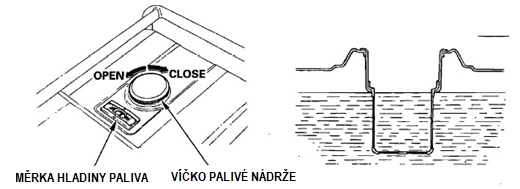 OPEN CLOSE
MĚRKA HLADINY PALIVA VÍČKO PALIVÉ NÁDRŽE